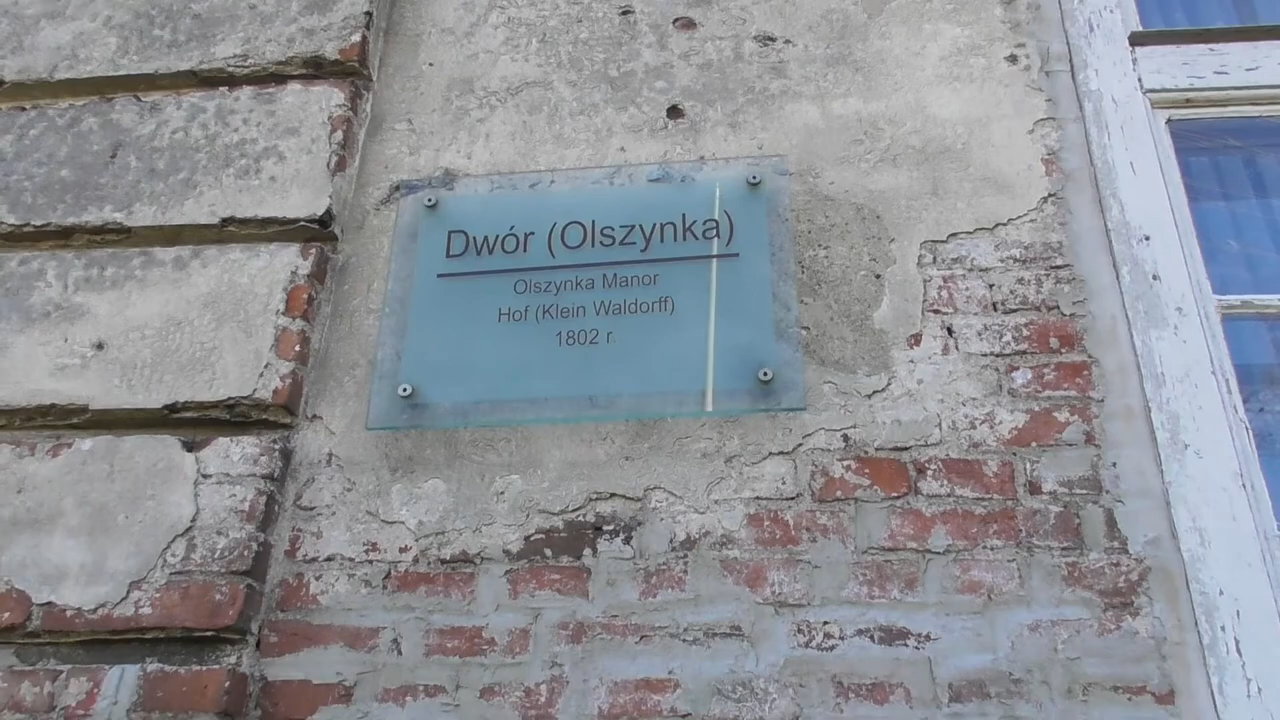 Dwór (Olszynka)
Olszynka Manor
Hof (Klein Waldorff)
1802 r.